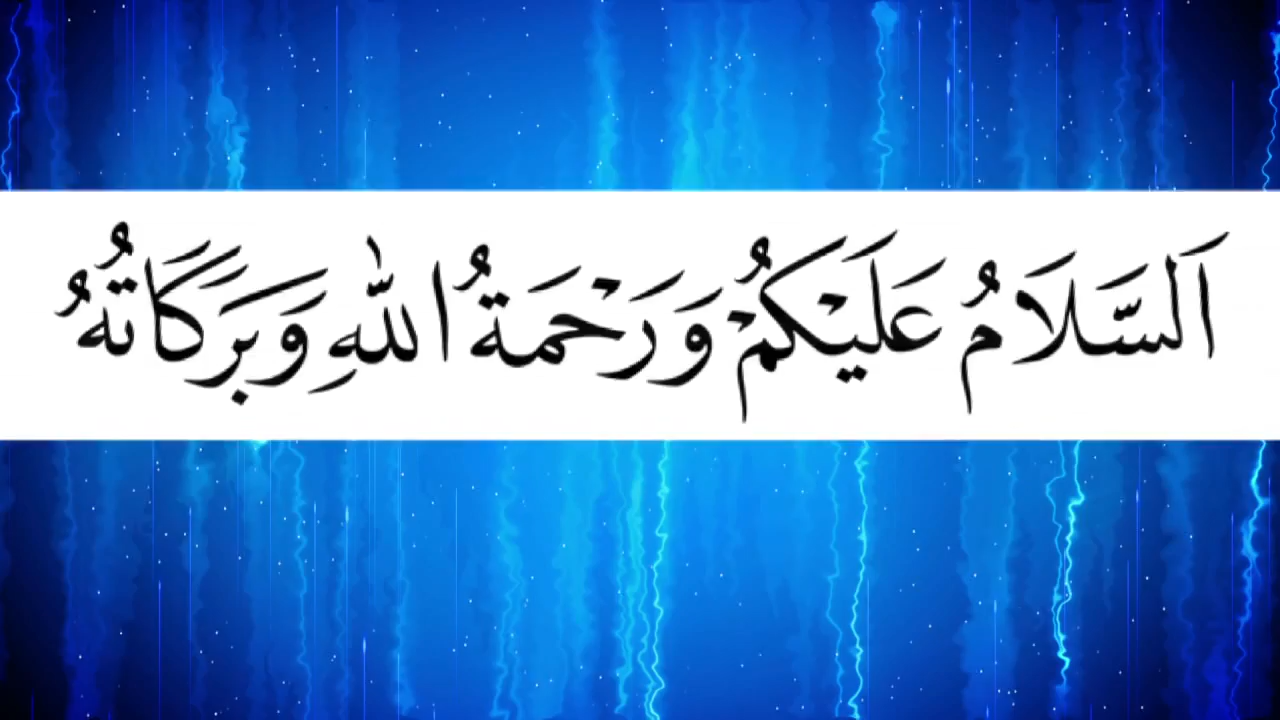 اَلسَّلَامُ عَلَيْكُمْ وَرَحْمَةُ اللهِ وَبَرَكَاتُهُ